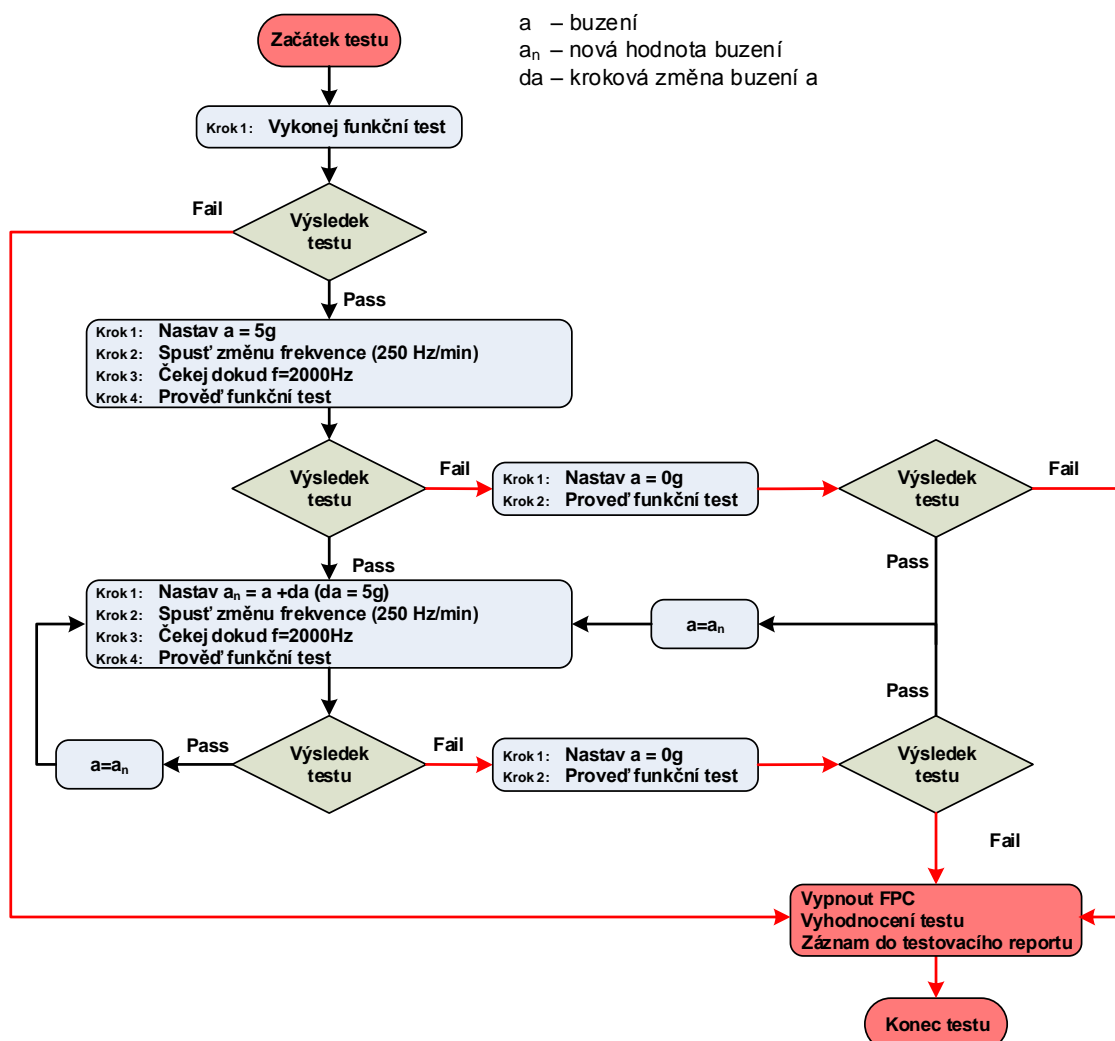 a – buzení
aₙ – nová hodnota buzení
da – kroková změna buzení a
Začátek testu
Krok 1: Vykonej funkční test
Fail
Výsledek
testu
Pass
Krok 1: Nastav a = 5g
Krok 2: Spusť změnu frekvence (250 Hz/min)
Krok 3: Čekej dokud f=2000Hz
Krok 4: Prověď funkční test
Výsledek
testu
Fail
Krok 1: Nastav a = 0g
Krok 2: Proveď funkční test
Výsledek
testu
Fail
Pass
Pass
Krok 1: Nastav aₙ = a +da (da = 5g)
Krok 2: Spusť změnu frekvence (250 Hz/min)
Krok 3: Čekej dokud f=2000Hz
Krok 4: Prověď funkční test
a=aₙ
Pass
a=aₙ
Pass
Výsledek
testu
Fail
Krok 1: Nastav a = 0g
Krok 2: Proveď funkční test
Výsledek
testu
Fail
Vypnout FPC
Vyhodnocení testu
Záznam do testovacího reportu
Konec testu